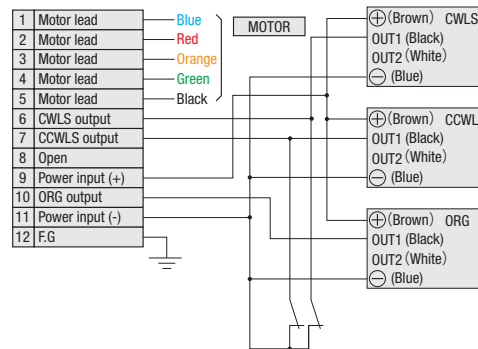 1 Motor lead Blue
2 Motor lead Red
3 Motor lead Orange
4 Motor lead Green
5 Motor lead Black
6 CWLS output
7 CCWLS output
8 Open
9 Power input (+)
10 ORG output
11 Power input (-)
12 F.G
MOTOR
+ (Brown) CWLS
OUT1 (Black)
OUT2 (White)
− (Blue)
+ (Brown) CCWL
OUT1 (Black)
OUT2 (White)
− (Blue)
+ (Brown) ORG
OUT1 (Black)
OUT2 (White)
− (Blue)